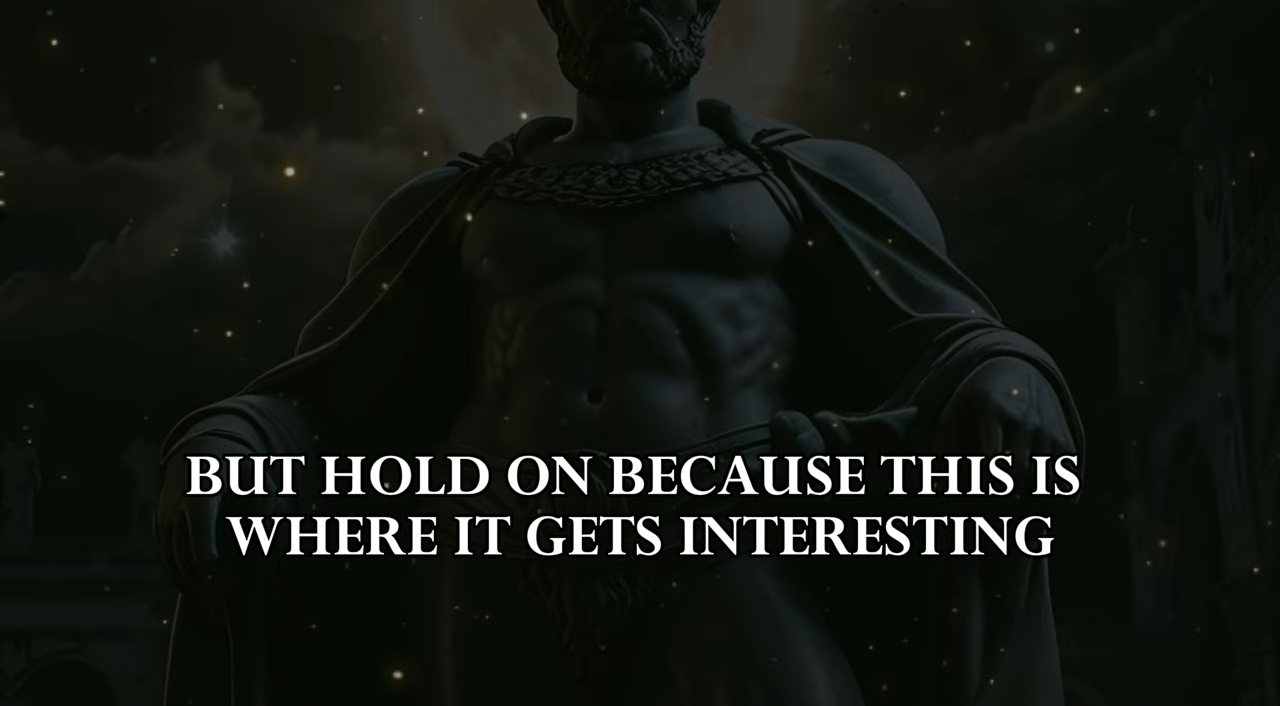 BUT HOLD ON BECAUSE THIS IS
WHERE IT GETS INTERESTING